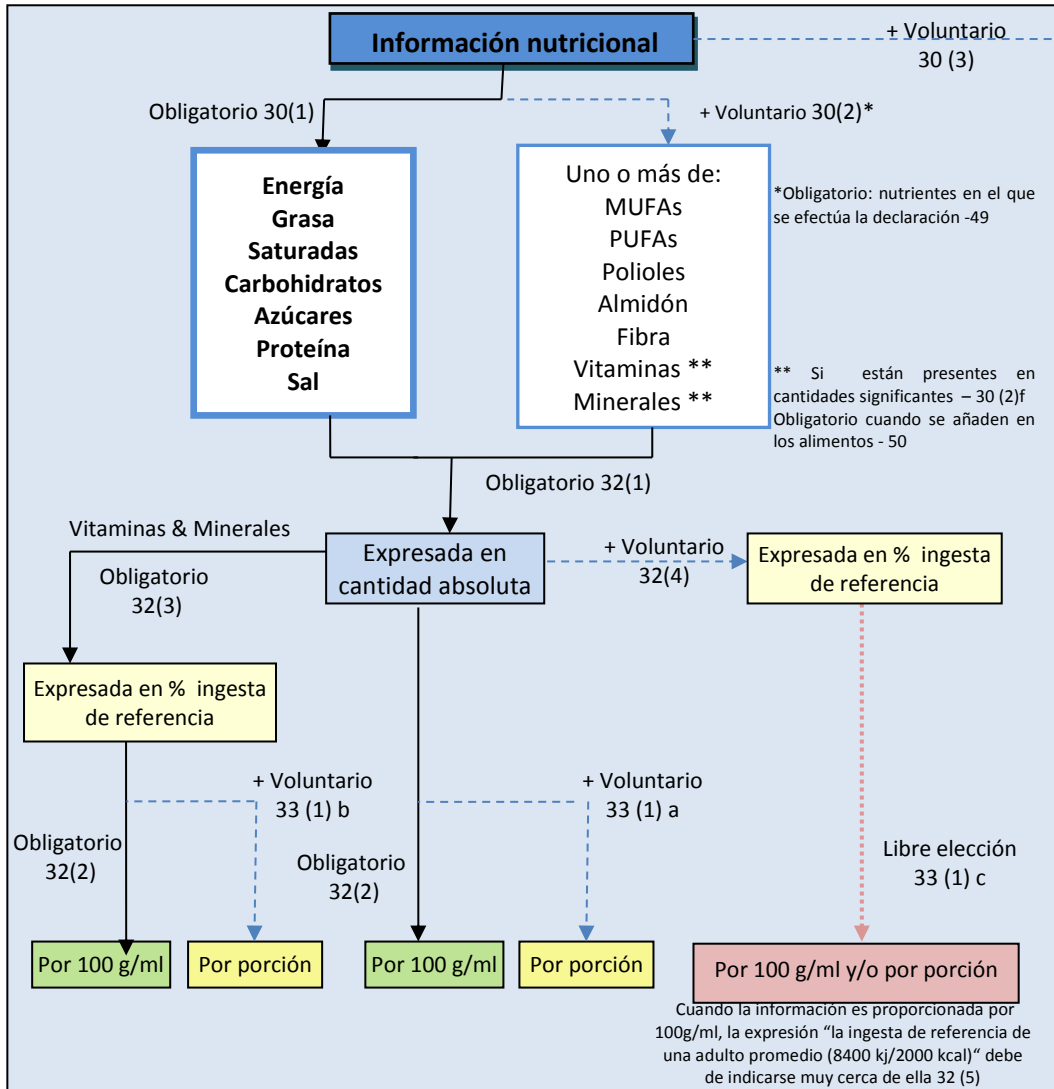 Información nutricional
+ Voluntario
30 (3)
Obligatorio 30(1)
+ Voluntario 30(2)*
Energía
Grasa
Saturadas
Carbohidratos
Azúcares
Proteína
Sal
Uno o más de:
MUFAs
PUFAs
Polioles
Almidón
Fibra
Vitaminas **
Minerales **
*Obligatorio: nutrientes en el que
se efectúa la declaración -49
** Si están presentes en
cantidades significantes – 30 (2)f
Obligatorio cuando se añaden en
los alimentos - 50
Obligatorio 32(1)
Vitaminas & Minerales
Obligatorio
32(3)
Expresada en
cantidad absoluta
+ Voluntario
32(4)
Expresada en % ingesta
de referencia
Expresada en % ingesta
de referencia
+ Voluntario
33 (1) b
Obligatorio
32(2)
+ Voluntario
33 (1) a
Obligatorio
32(2)
Libre elección
33 (1) c
Por 100 g/ml
Por porción
Por 100 g/ml
Por porción
Por 100 g/ml y/o por porción
Cuando la información es proporcionada por
100g/ml, la expresión “la ingesta de referencia de
una adulto promedio (8400 kj/2000 kcal)“ debe
de indicarse muy cerca de ella 32 (5)